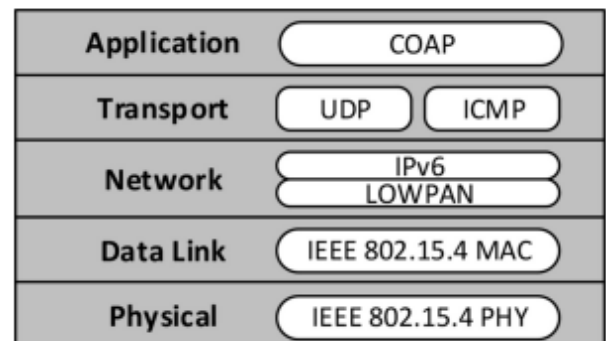 Application COAP
Transport UDP ICMP
Network IPv6
LOWPAN
Data Link IEEE 802.15.4 MAC
Physical IEEE 802.15.4 PHY